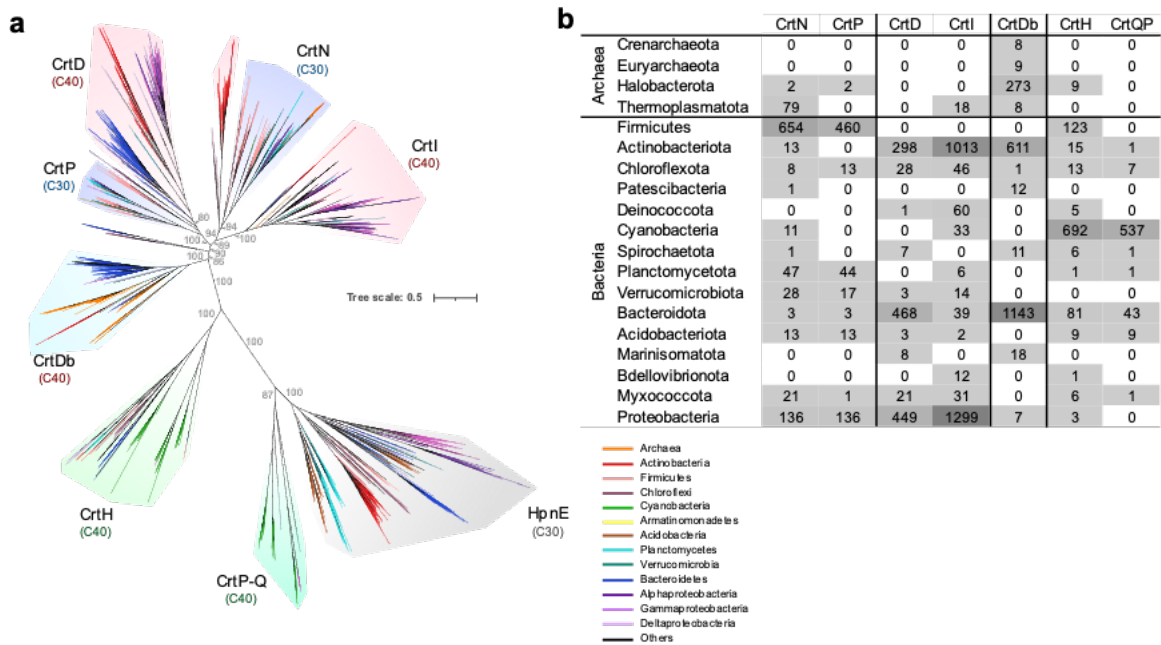 a
CrtD
(C40)
CrtN
(C30)
CrtI
(C40)
CrtP
(C30)
80
94
94
100
100
89
90
86
100
100
Tree scale: 0.5
100
100
CrtDb
(C40)
87
100
CrtH
(C40)
HpnE
(C30)
CrtP-Q
(C40)
b
CrtN CrtP CrtD CrtI CrtDb CrtH CrtQP
Archaea
Crenarchaeota 0 0 0 0 8 0 0
Euryarchaeota 0 0 0 0 9 0 0
Halobacterota 2 2 0 0 273 9 0
Thermoplasmatota 79 0 0 18 8 0 0
Bacteria
Firmicutes 654 460 0 0 0 123 0
Actinobacteriota 13 0 298 1013 611 15 1
Chloroflexota 8 13 28 46 1 13 7
Patescibacteria 1 0 0 0 12 0 0
Deinococcota 0 0 1 60 0 5 0
Cyanobacteria 11 0 0 33 0 692 537
Spirochaetota 1 0 7 0 11 6 1
Planctomycetota 47 44 0 6 0 1 1
Verrucomicrobiota 28 17 3 14 0 0 0
Bacteroidota 3 3 468 39 1143 81 43
Acidobacteriota 13 13 3 2 0 9 9
Marinisomatota 0 0 8 0 18 0 0
Bdellovibrionota 0 0 0 12 0 1 0
Myxococcota 21 1 21 31 0 6 1
Proteobacteria 136 136 449 1299 7 3 0
Archaea
Actinobacteria
Firmicutes
Chloroflexi
Cyanobacteria
Armatinomonadetes
Acidobacteria
Planctomycetes
Verrucomicrobia
Bacteroidetes
Alphaproteobacteria
Gammaproteobacteria
Deltaproteobacteria
Others